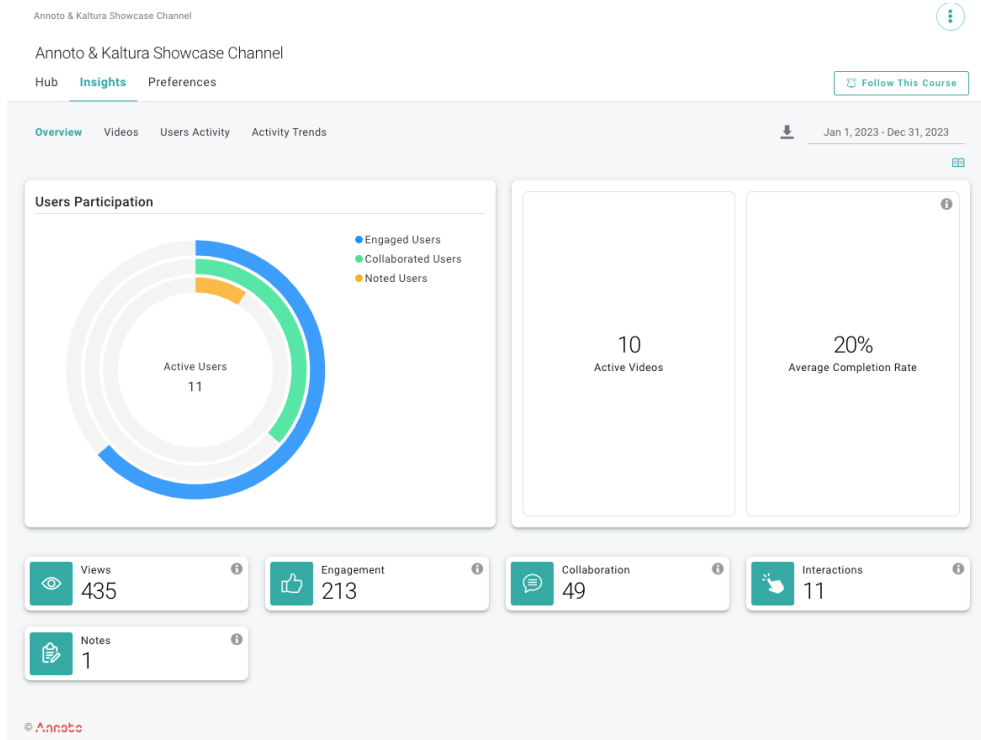 Annoto & Kaltura Showcase Channel
Annoto & Kaltura Showcase Channel
Hub Insights Preferences
Follow This Course
Overview Videos Users Activity Activity Trends
Jan 1, 2023 - Dec 31, 2023
Users Participation
Engaged Users
Collaborated Users
Noted Users
Active Users
11
10
Active Videos
20%
Average Completion Rate
Views
435
Engagement
213
Collaboration
49
Interactions
11
Notes
1
© Annoto